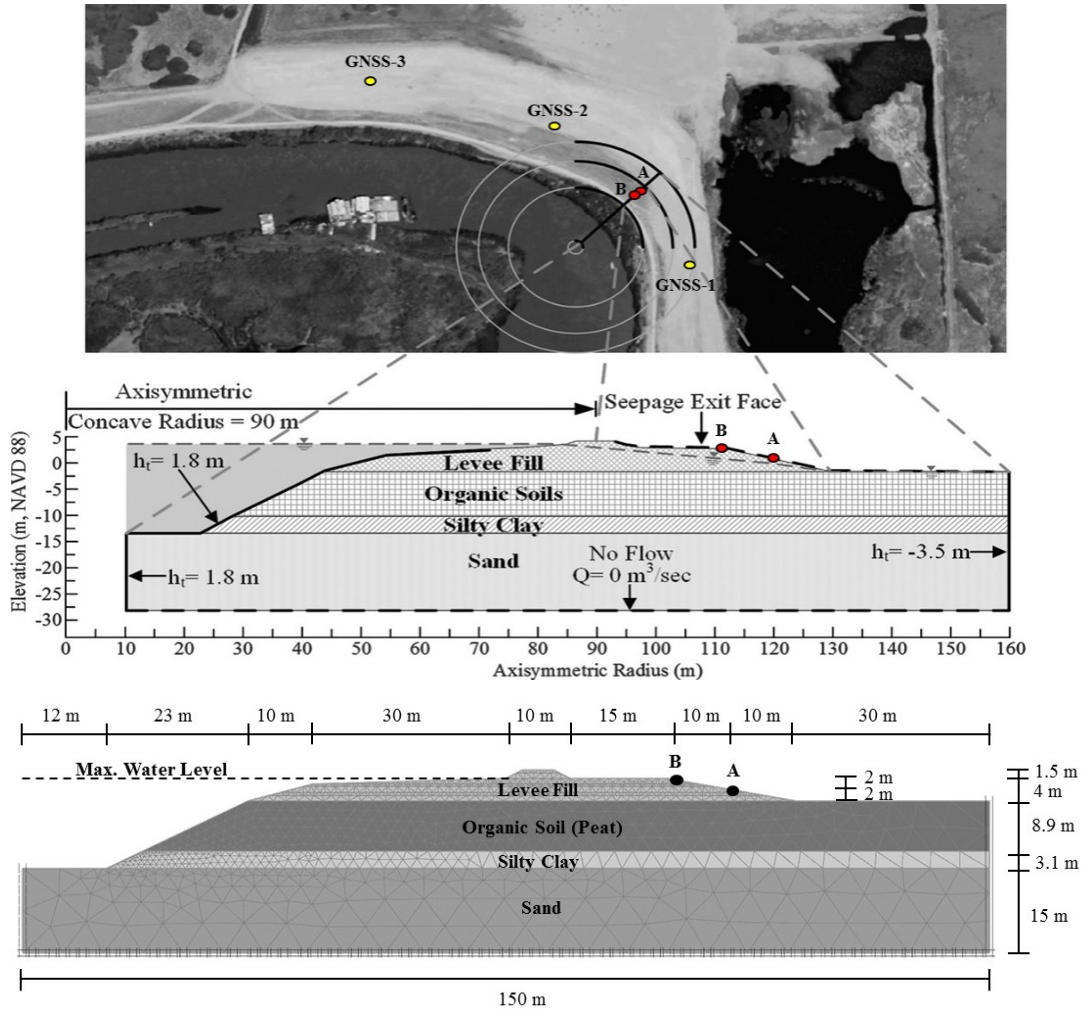 GNSS-3
GNSS-2
A
B
GNSS-1
Axisymmetric
Concave Radius = 90 m
Seepage Exit Face
B
A
hₜ= 1.8 m
Levee Fill
Organic Soils
Silty Clay
Sand
No Flow
Q= 0 m³/sec
hₜ= 1.8 m
hₜ= -3.5 m
Elevation (m, NAVD 88)
5
0
-5
-10
-15
-20
-25
-30
0 10 20 30 40 50 60 70 80 90 100 110 120 130 140 150 160
Axisymmetric Radius (m)
12 m 23 m 10 m 30 m 10 m 15 m 10 m 10 m 30 m
Max. Water Level
B
A
Levee Fill
2 m
2 m
1.5 m
4 m
Organic Soil (Peat)
8.9 m
Silty Clay
3.1 m
Sand
15 m
150 m